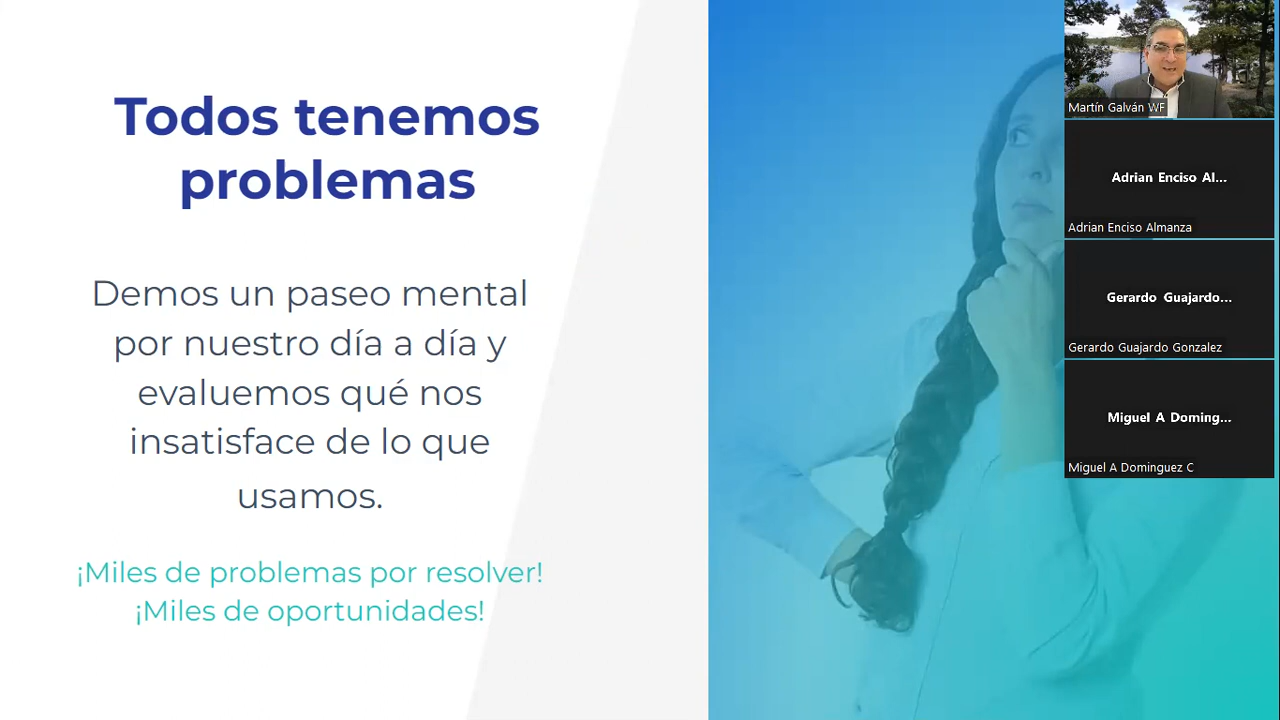 Todos tenemos
problemas
Demos un paseo mental
por nuestro día a día y
evaluemos qué nos
insatisface de lo que
usamos.
¡Miles de problemas por resolver!
¡Miles de oportunidades!
Martín Galván WF
Adrian Enciso Al...
Adrian Enciso Almanza
Gerardo Guajardo...
Gerardo Guajardo Gonzalez
Miguel A Doming...
Miguel A Dominguez C